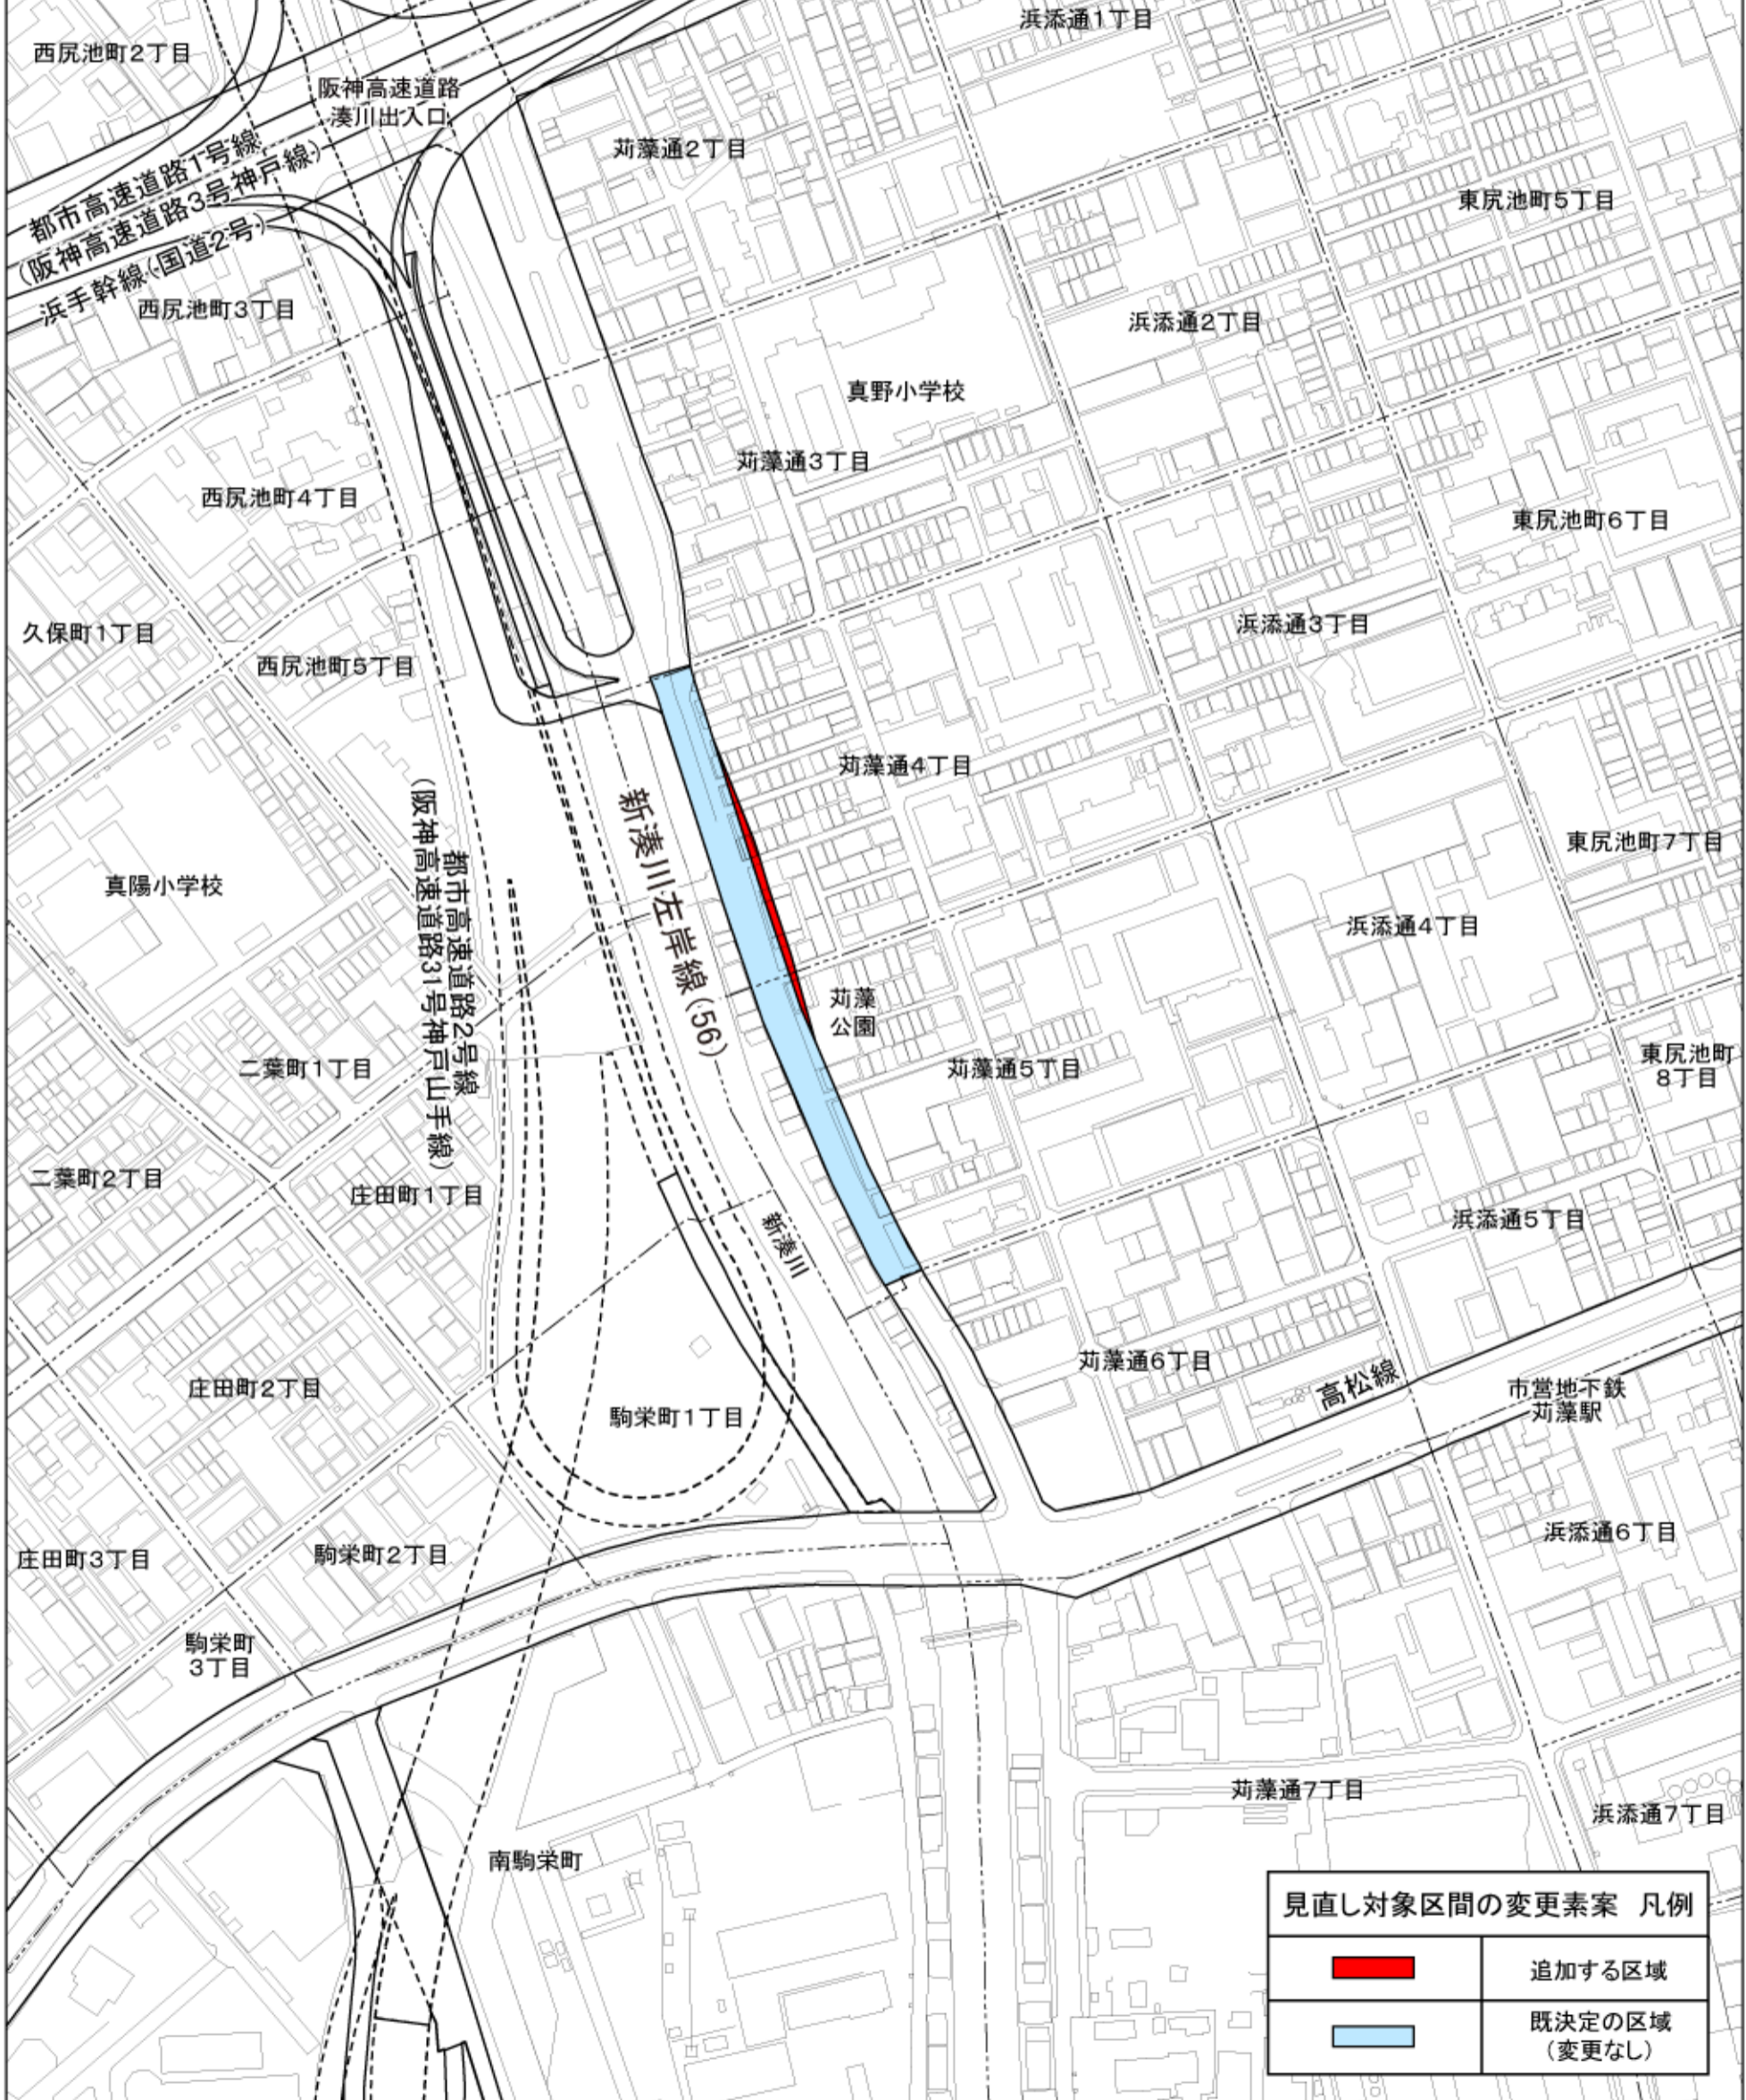 浜添通1丁目
西尻池町2丁目
阪神高速道路
湊川出入口
苅藻通2丁目
都市高速道路1号線
(阪神高速道路3号神戸線)
浜手幹線(国道2号)
東尻池町5丁目
西尻池町3丁目
浜添通2丁目
真野小学校
苅藻通3丁目
西尻池町4丁目
東尻池町6丁目
久保町1丁目
浜添通3丁目
西尻池町5丁目
苅藻通4丁目
新湊川左岸線(56)
都市高速道路2号線
(阪神高速道路31号神戸山手線)
東尻池町7丁目
真陽小学校
浜添通4丁目
苅藻
公園
二葉町1丁目
苅藻通5丁目
東尻池町
8丁目
二葉町2丁目
庄田町1丁目
新湊川
浜添通5丁目
庄田町2丁目
苅藻通6丁目
高松線
市営地下鉄
苅藻駅
駒栄町1丁目
庄田町3丁目
駒栄町2丁目
浜添通6丁目
駒栄町
3丁目
苅藻通7丁目
浜添通7丁目
南駒栄町
見直し対象区間の変更素案 凡例
追加する区域
既決定の区域
(変更なし)